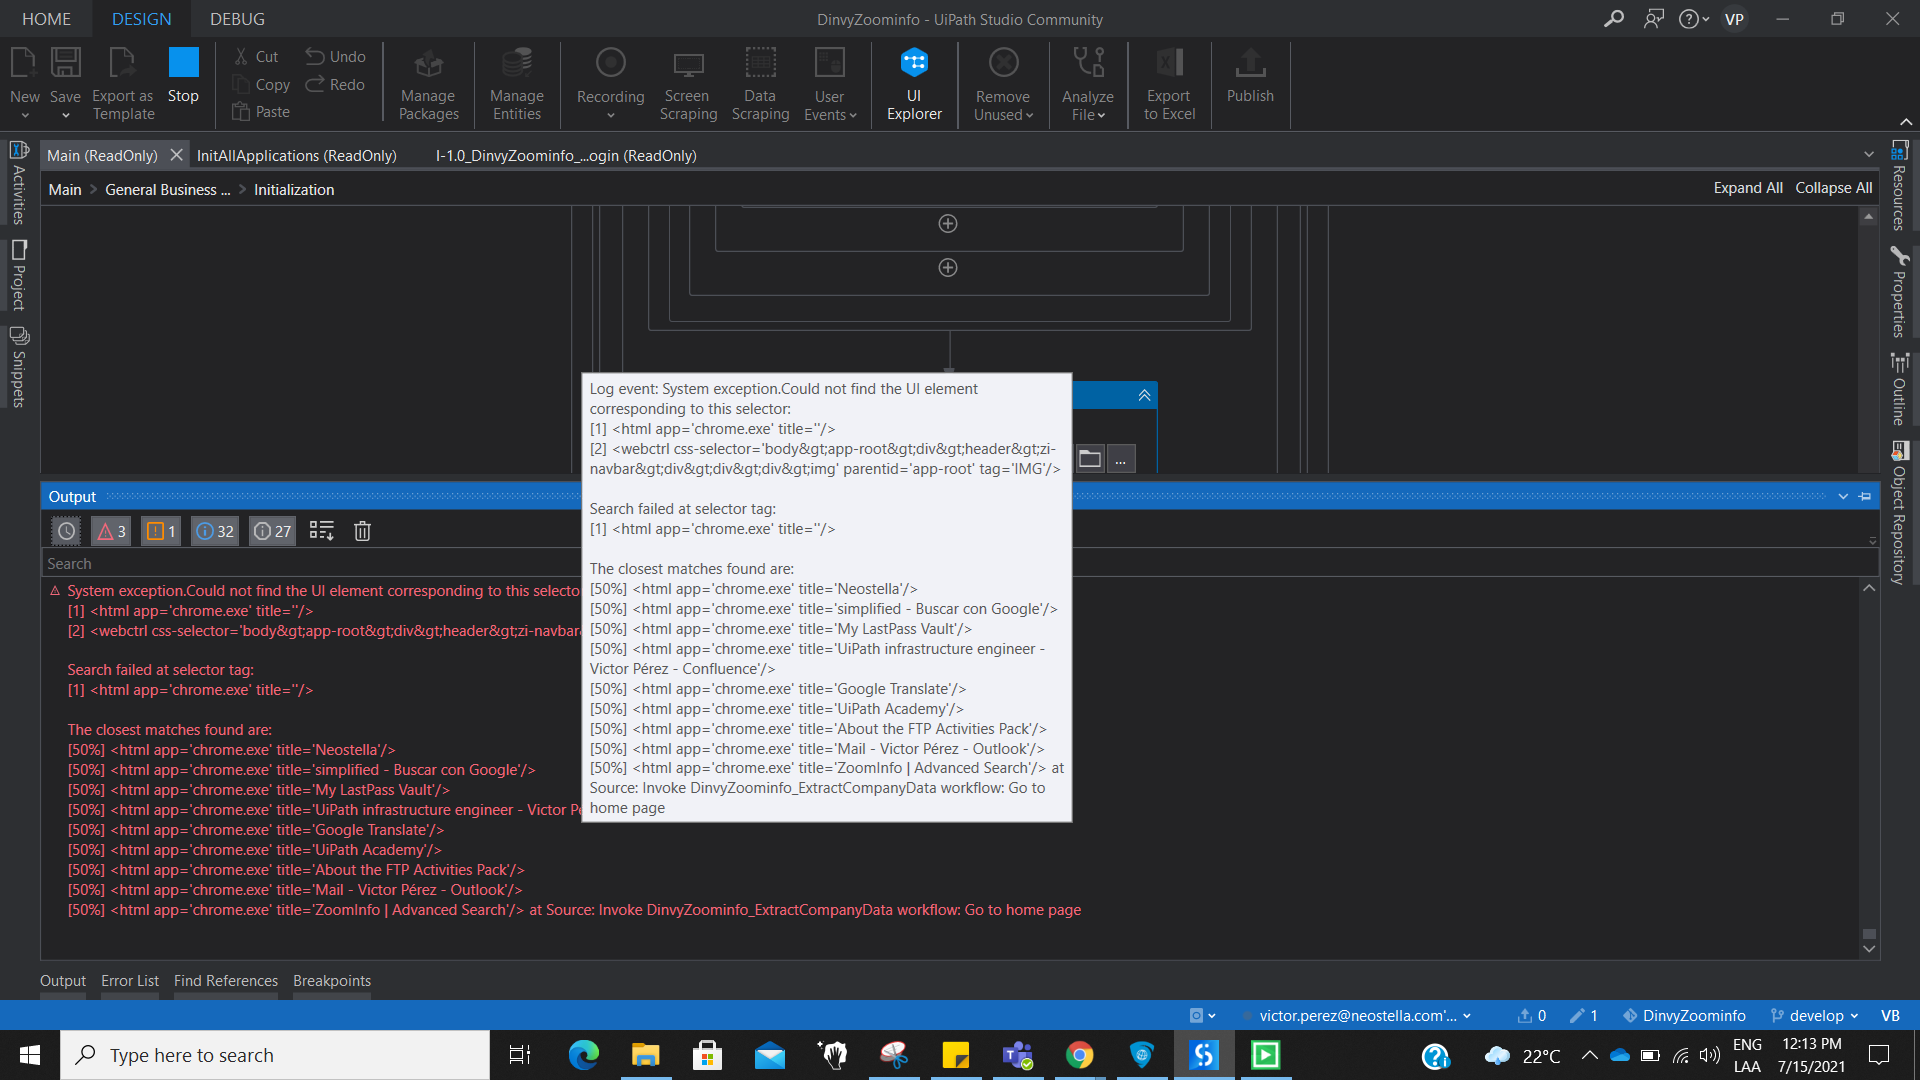 HOME DESIGN DEBUG
DinvyZoominfo - UiPath Studio Community
VP
New
Save
Export as
Template
Stop
Cut
Copy
Paste
Undo
Redo
Manage
Packages
Manage
Entities
Recording
Screen
Scraping
Data
Scraping
User
Events
UI
Explorer
Remove
Unused
Analyze
File
Export
to Excel
Publish
Main (ReadOnly) InitAllApplications (ReadOnly) I-1.0_DinvyZoominfo_...ogin (ReadOnly)
Main > General Business ... > Initialization
Expand All Collapse All
Activities
Project
Snippets
Resources
Properties
Outline
Object Repository
...
Log event: System exception.Could not find the UI element
corresponding to this selector:
[1] <html app='chrome.exe' title=''/>
[2] <webctrl css-selector='body&gt;app-root&gt;div&gt;header&gt;zi-
navbar&gt;div&gt;div&gt;div&gt;img' parentid='app-root' tag='IMG'/>
Search failed at selector tag:
[1] <html app='chrome.exe' title=''/>
The closest matches found are:
[50%] <html app='chrome.exe' title='Neostella'/>
[50%] <html app='chrome.exe' title='simplified - Buscar con Google'/>
[50%] <html app='chrome.exe' title='My LastPass Vault'/>
[50%] <html app='chrome.exe' title='UiPath infrastructure engineer -
Victor Pérez - Confluence'/>
[50%] <html app='chrome.exe' title='Google Translate'/>
[50%] <html app='chrome.exe' title='UiPath Academy'/>
[50%] <html app='chrome.exe' title='About the FTP Activities Pack'/>
[50%] <html app='chrome.exe' title='Mail - Victor Pérez - Outlook'/>
[50%] <html app='chrome.exe' title='ZoomInfo | Advanced Search'/> at
Source: Invoke DinvyZoominfo_ExtractCompanyData workflow: Go to
home page
Output
3 1 32 27
Search
System exception.Could not find the UI element corresponding to this selecto
[1] <html app='chrome.exe' title=''/>
[2] <webctrl css-selector='body&gt;app-root&gt;div&gt;header&gt;zi-navbar&
Search failed at selector tag:
[1] <html app='chrome.exe' title=''/>
The closest matches found are:
[50%] <html app='chrome.exe' title='Neostella'/>
[50%] <html app='chrome.exe' title='simplified - Buscar con Google'/>
[50%] <html app='chrome.exe' title='My LastPass Vault'/>
[50%] <html app='chrome.exe' title='UiPath infrastructure engineer - Victor Pé
[50%] <html app='chrome.exe' title='Google Translate'/>
[50%] <html app='chrome.exe' title='UiPath Academy'/>
[50%] <html app='chrome.exe' title='About the FTP Activities Pack'/>
[50%] <html app='chrome.exe' title='Mail - Victor Pérez - Outlook'/>
[50%] <html app='chrome.exe' title='ZoomInfo | Advanced Search'/> at Source: Invoke DinvyZoominfo_ExtractCompanyData workflow: Go to home page
Output Error List Find References Breakpoints
victor.perez@neostella.com'... 0 1 DinvyZoominfo develop VB
Type here to search
22°C
ENG
LAA
12:13 PM
7/15/2021